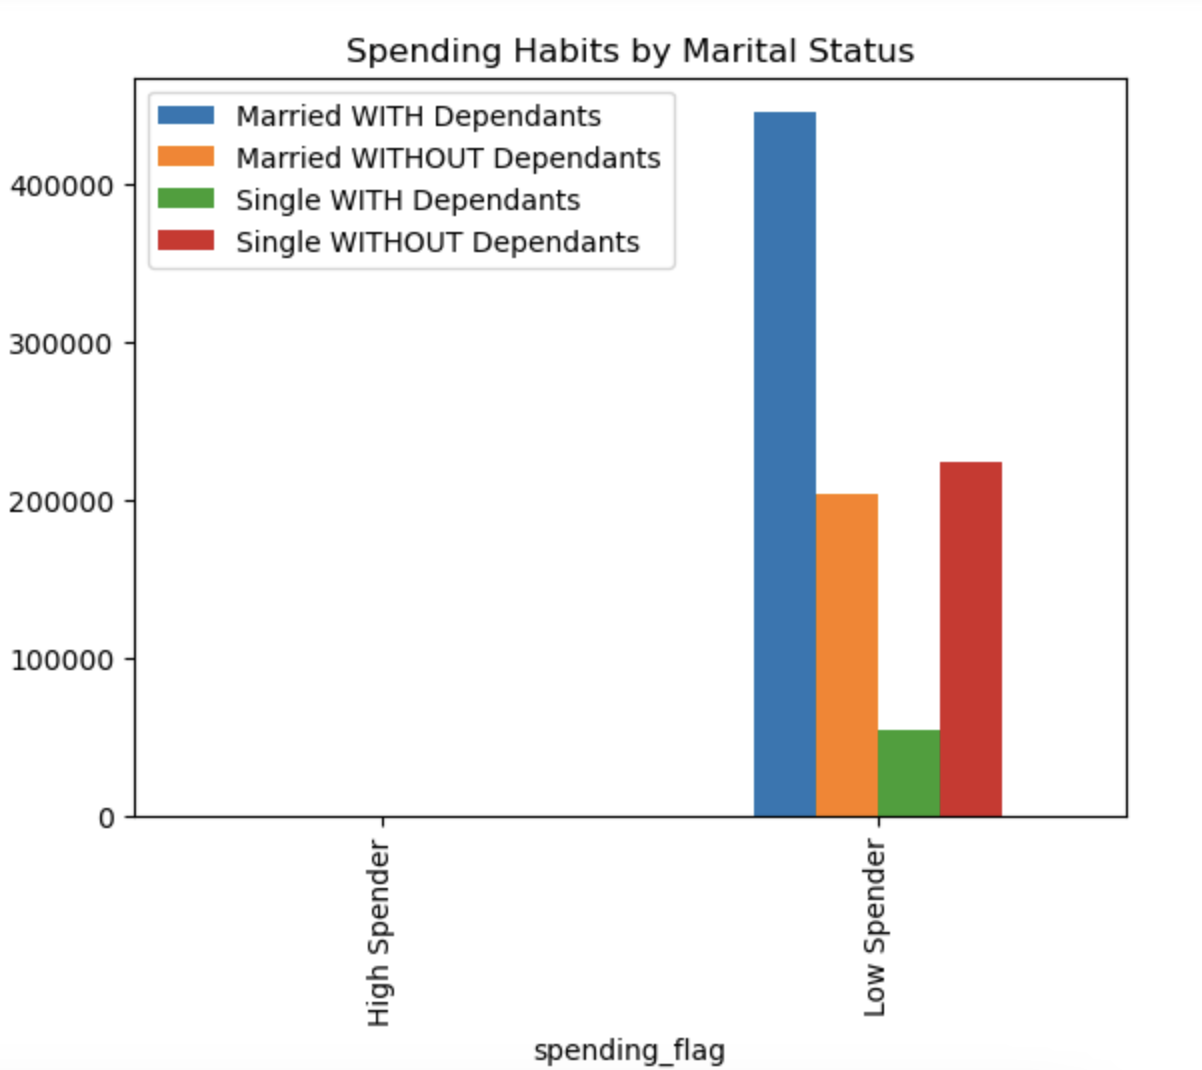 Spending Habits by Marital Status
Married WITH Dependants
Married WITHOUT Dependants
Single WITH Dependants
Single WITHOUT Dependants
400000
300000
200000
100000
0
High Spender
Low Spender
spending_flag